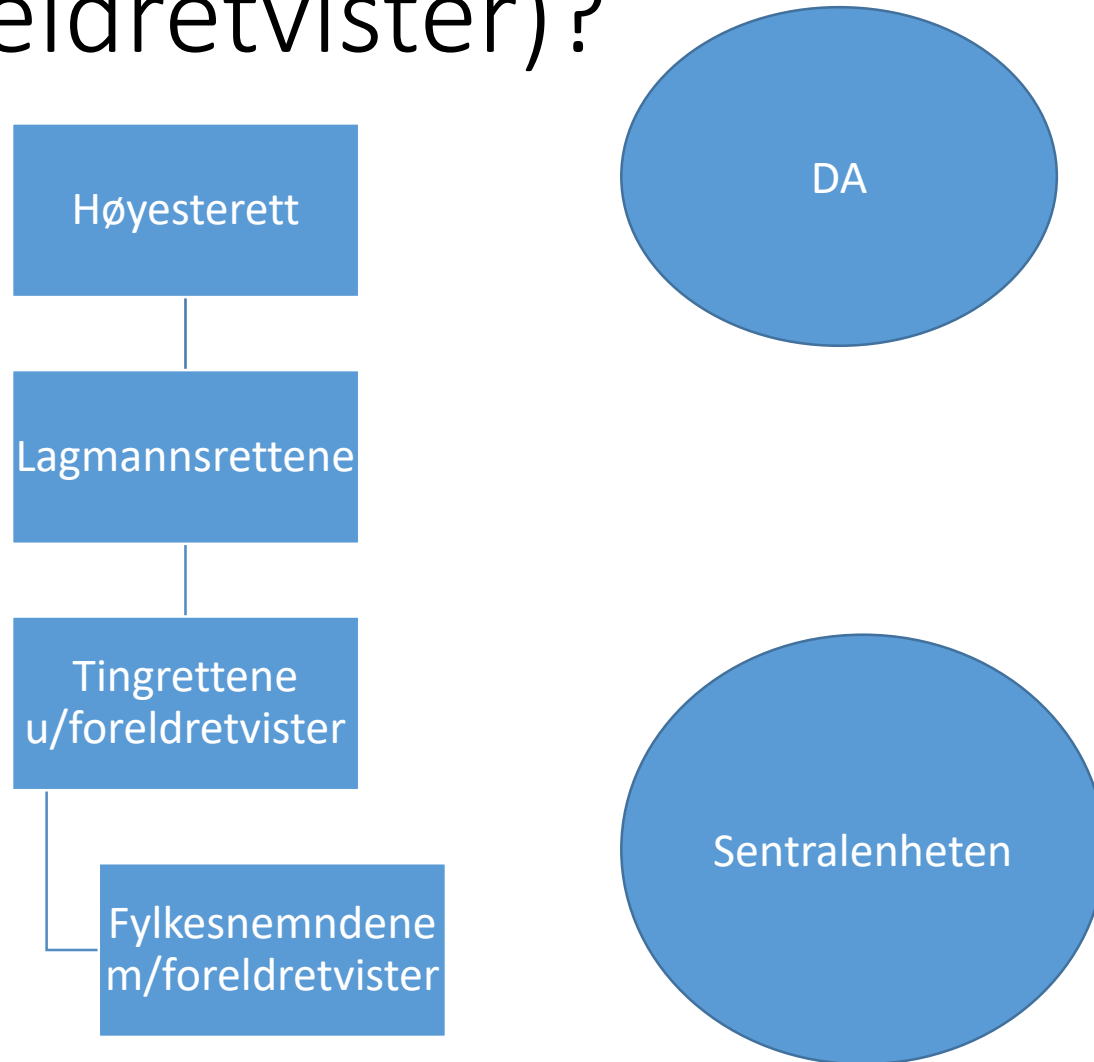 eldretvister)?
Høyesterett
DA
Lagmannsrettene
Tingrettene
u/foreldretvister
Sentralenheten
Fylkesnemndene
m/foreldretvister